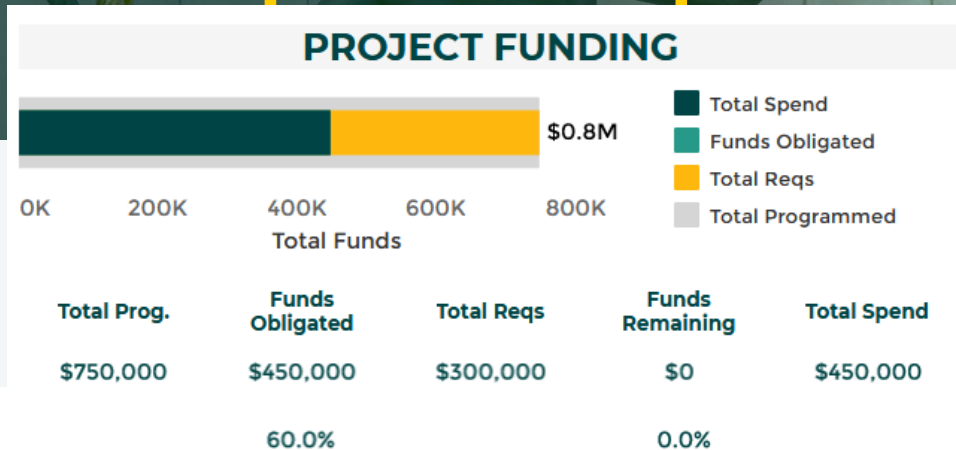 PROJECT FUNDING
$0.8M
0K 200K 400K 600K 800K
Total Funds
Total Spend
Funds Obligated
Total Reqs
Total Programmed
Total Prog. Funds Obligated Total Reqs Funds Remaining Total Spend
$750,000 $450,000 $300,000 $0 $450,000
60.0% 0.0%